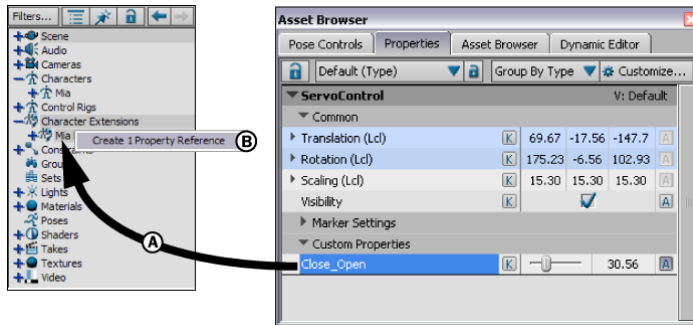 Filters...
Scene
Audio
Cameras
Characters
Mia
Control Rigs
Character Extensions
Mia
Create 1 Property Reference
B
Grou
Sets
Lights
Materials
Poses
Shaders
Takes
Textures
Video
A
Asset Browser
Pose Controls Properties Asset Browser Dynamic Editor
Default (Type) Group By Type Customize...
ServoControl V: Default
Common
Translation (Lcl) K 69.67 -17.56 -147.7 A
Rotation (Lcl) K 175.23 -6.56 102.93 A
Scaling (Lcl) K 15.30 15.30 15.30 A
Visibility K A
Marker Settings
Custom Properties
Close_Open K 30.56 A